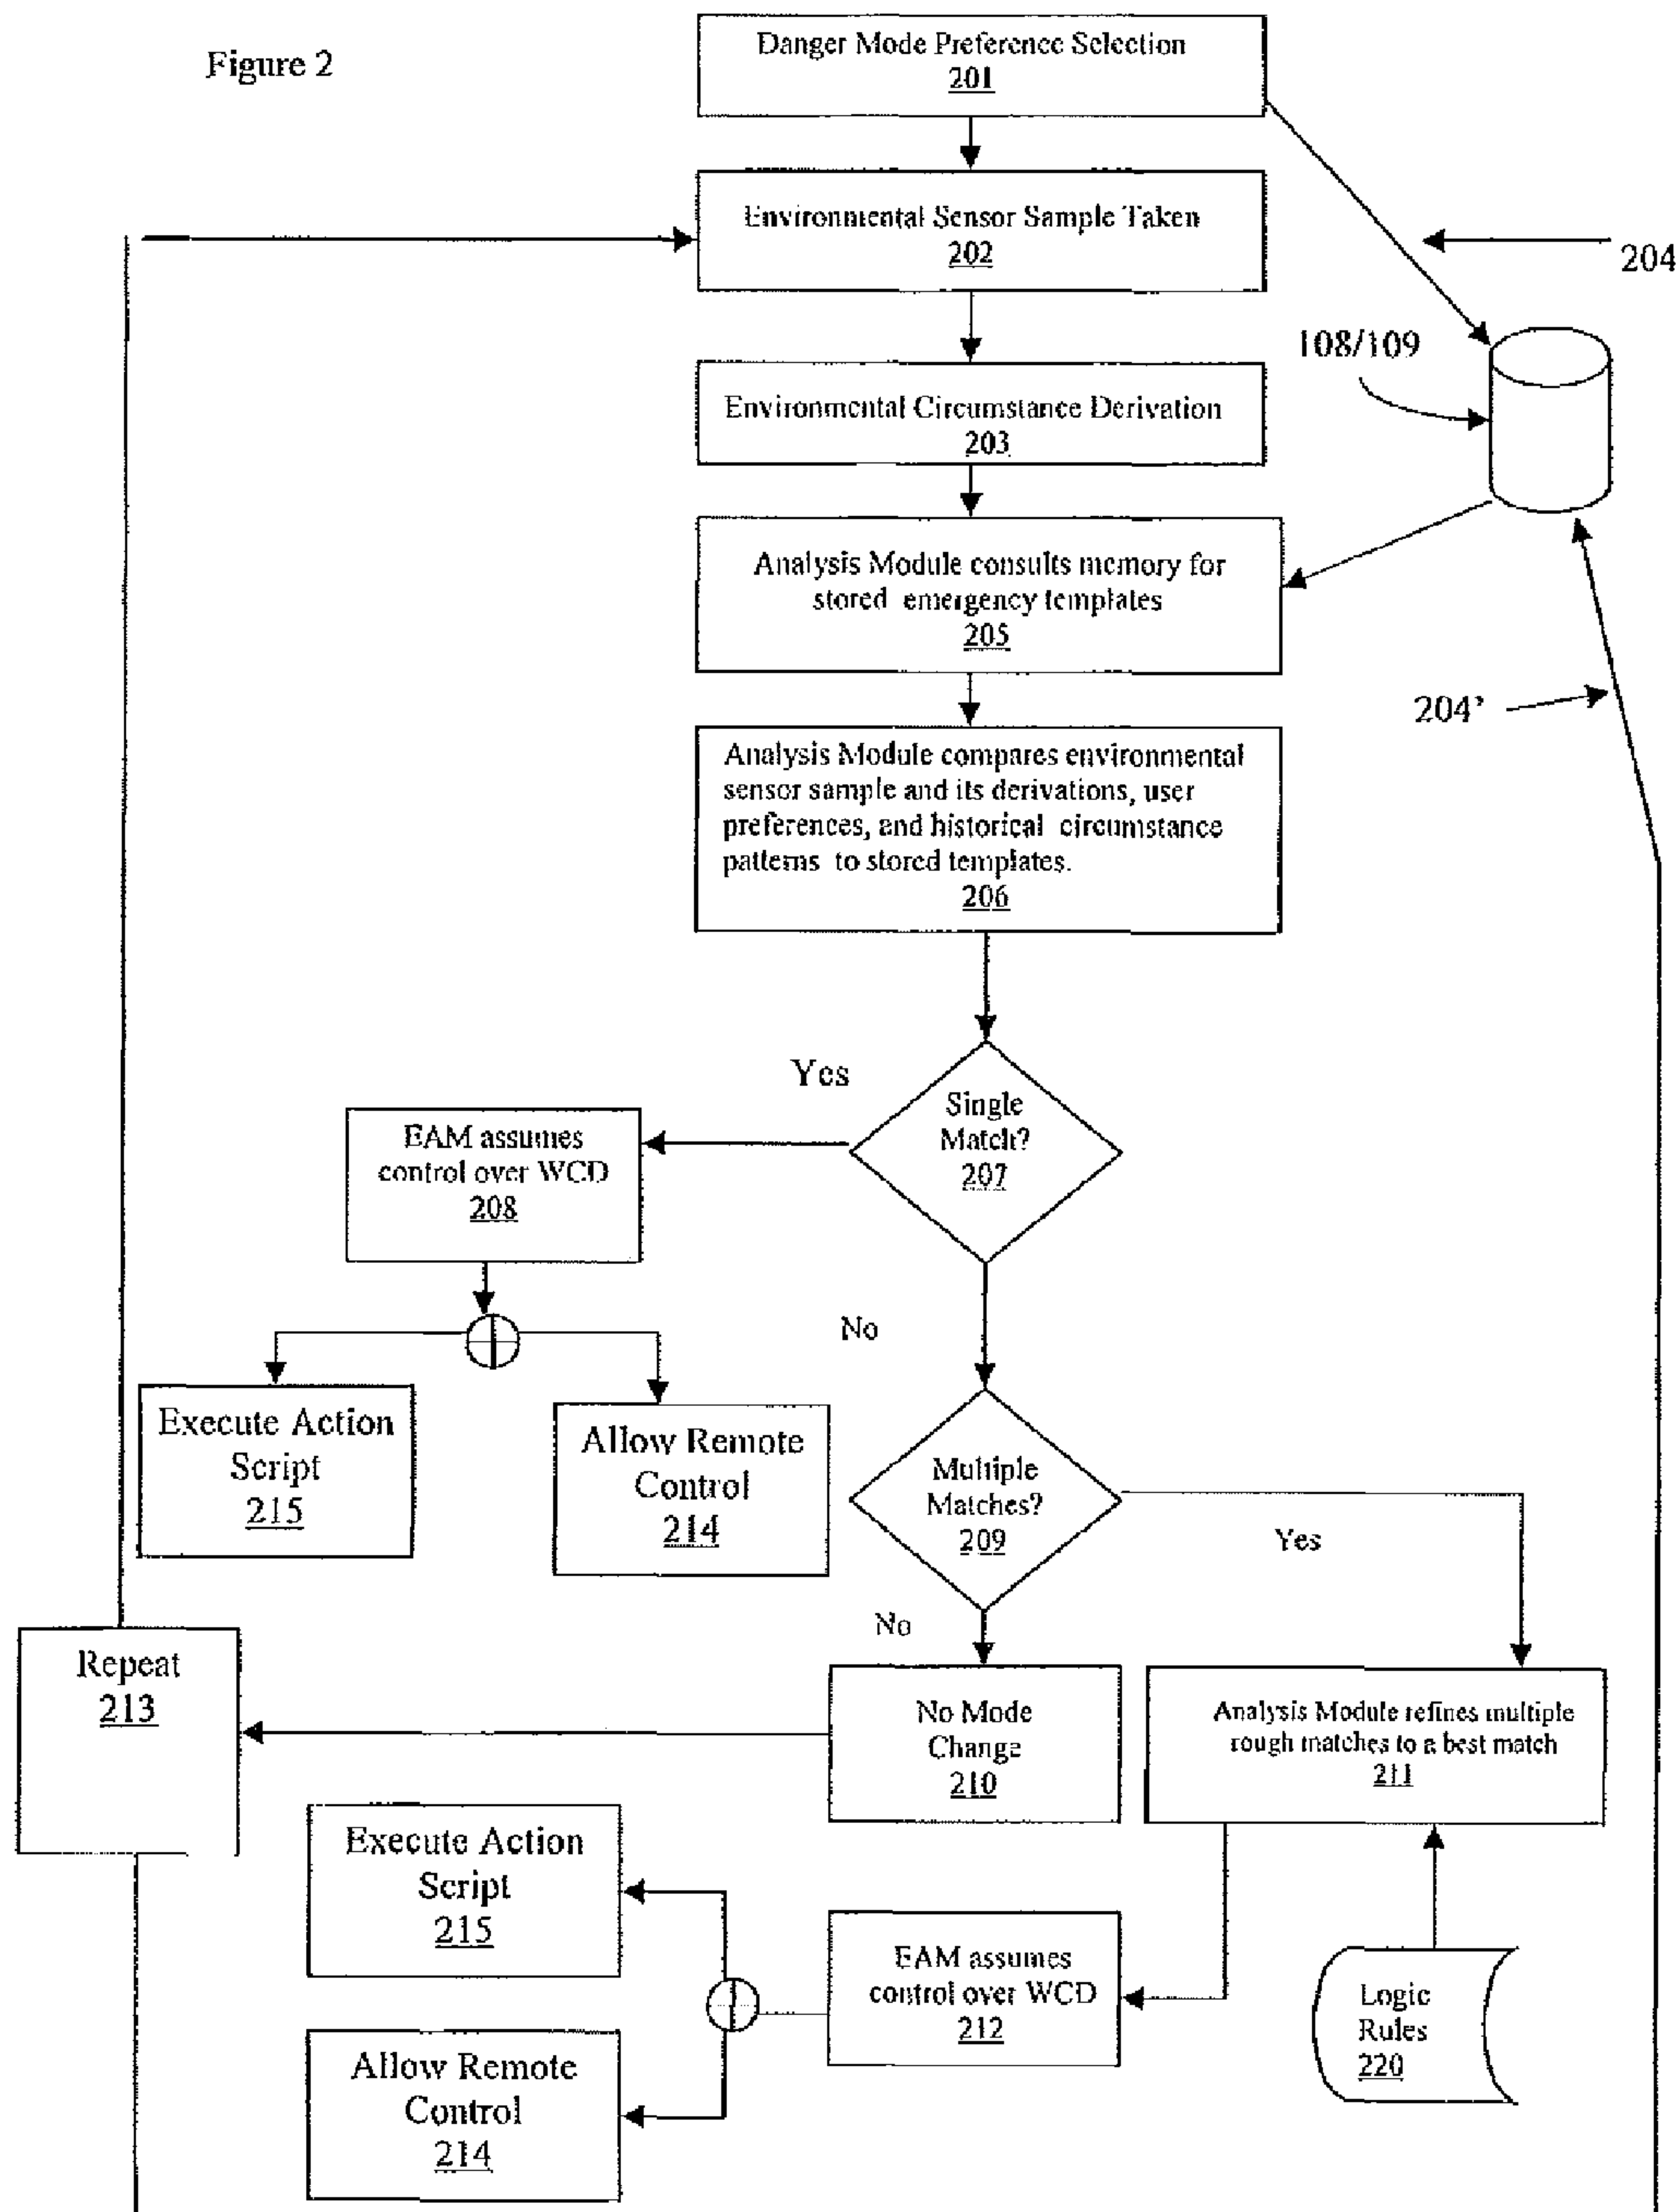 Figure 2
Danger Mode Preference Selection
201
Environmental Sensor Sample Taken
202
204
108/109
Environmental Circumstance Derivation
203
Analysis Module consults memory for
stored emergency templates
205
204’
Analysis Module compares environmental
sensor sample and its derivations, user
preferences, and historical circumstance
patterns to stored templates.
206
Yes
Single
Match?
207
EAM assumes
control over WCD
208
No
Execute Action
Script
215
Allow Remote
Control
214
Multiple
Matches?
209
Yes
No
Repeat
213
No Mode
Change
210
Analysis Module refines multiple
rough matches to a best match
211
Execute Action
Script
215
EAM assumes
control over WCD
212
Logic
Rules
220
Allow Remote
Control
214